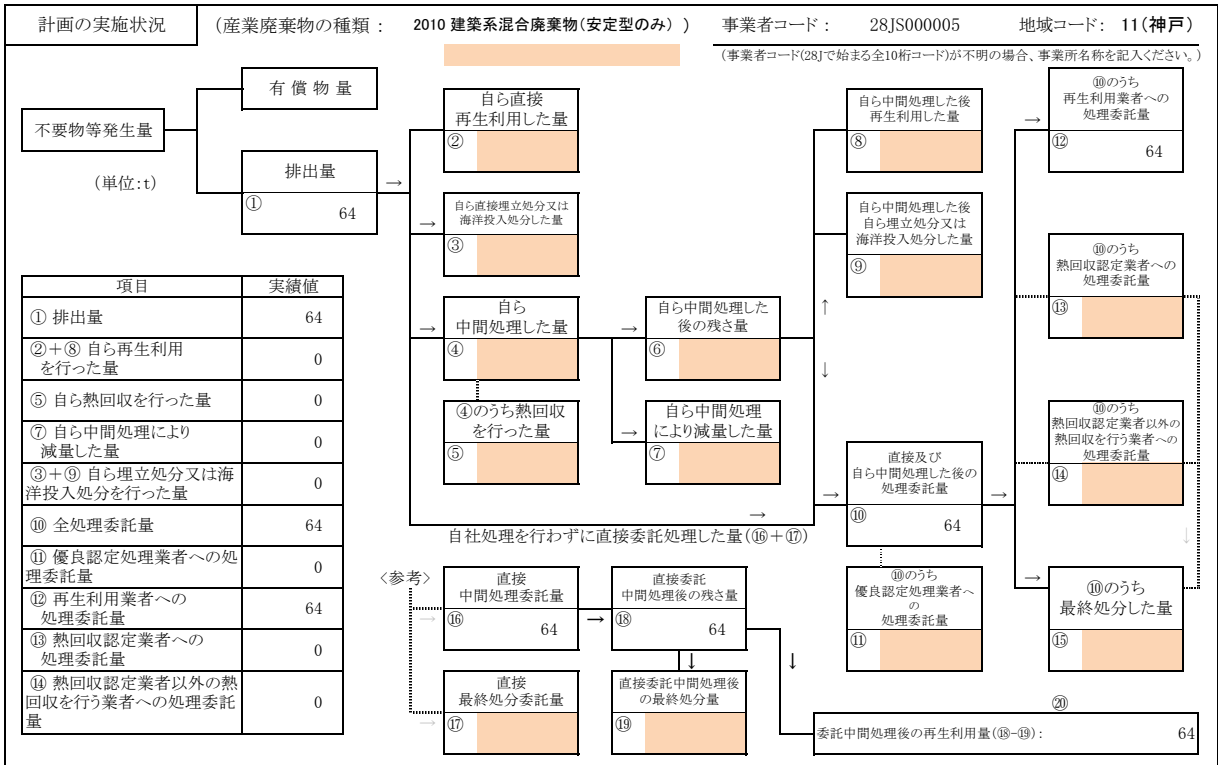 計画の実施状況 (産業廃棄物の種類： 2010 建築系混合廃棄物(安定型のみ) ) 事業者コード： 28JS000005 地域コード： 11(神戸)
(事業者コード(28Jで始まる全10桁コード)が不明の場合、事業所名称を記入ください。)
不要物等発生量
(単位:t)
有償物量
排出量
→
① 64
自ら直接
再生利用した量
②
→
自ら直接埋立処分又は
海洋投入処分した量
③
→
自ら
中間処理した量
④
④のうち熱回収
を行った量
⑤
→
自ら中間処理した
後の残さ量
⑥
→
自ら中間処理
により減量した量
⑦
自ら中間処理した後
再生利用した量
⑧
自ら中間処理した後
自ら埋立処分又は
海洋投入処分した量
⑨
↑
↓
→
直接及び
自ら中間処理した後の
処理委託量
⑩ 64
→
⑩のうち
優良認定処理業者へ
の
処理委託量
⑪
→
⑩のうち
再生利用業者への
処理委託量
⑫ 64
⑩のうち
熱回収認定業者への
処理委託量
⑬
⑩のうち
熱回収認定業者以外の
熱回収を行う業者への
処理委託量
⑭
↓
→
⑩のうち
最終処分した量
⑮
項目 実績値
① 排出量 64
②＋⑧ 自ら再生利用
を行った量 0
⑤ 自ら熱回収を行った量 0
⑦ 自ら中間処理により
減量した量 0
③＋⑨ 自ら埋立処分又は海
洋投入処分を行った量 0
⑩ 全処理委託量 64
⑪ 優良認定処理業者への処
理委託量 0
⑫ 再生利用業者への
処理委託量 64
⑬ 熱回収認定業者への
処理委託量 0
⑭ 熱回収認定業者以外の熱
回収を行う業者への処理委託
量 0
→
自社処理を行わずに直接委託処理した量(⑯＋⑰)
〈参考〉
→
直接
中間処理委託量
⑯ 64
→
直接委託
中間処理後の残さ量
⑱ 64
↓
↓
→
直接
最終処分委託量
⑰
直接委託中間処理後
の最終処分量
⑲
⑳
委託中間処理後の再生利用量(⑱-⑲)： 64